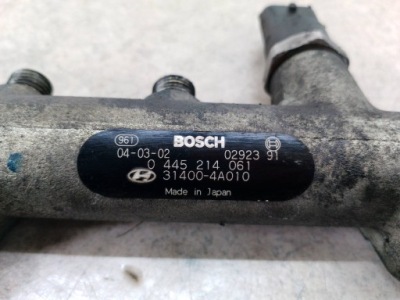 961 BOSCH
04-03-02 02923 91
0 445 214 061
31400-4A010
Made in Japan